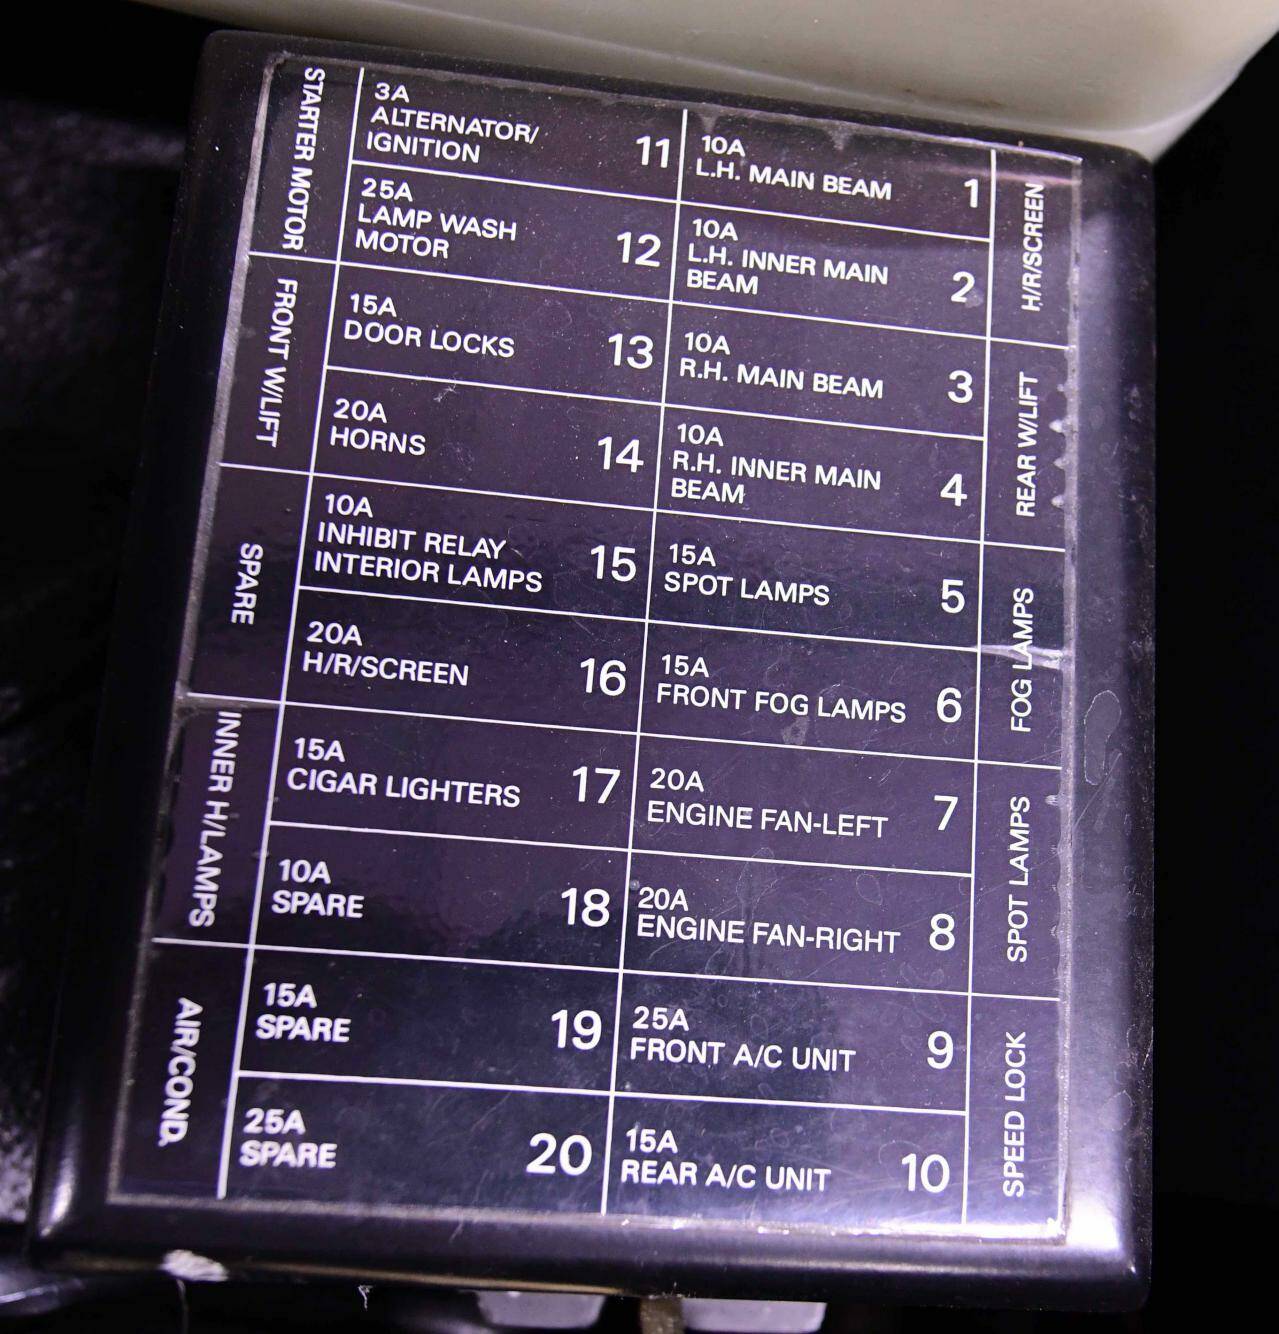 STARTER MOTOR
FRONT W/LIFT
SPARE
INNER H/LAMPS
AIR/COND.
3A
ALTERNATOR/
IGNITION 11
25A
LAMP WASH
MOTOR 12
15A
DOOR LOCKS 13
20A
HORNS 14
10A
INHIBIT RELAY
INTERIOR LAMPS 15
20A
H/R/SCREEN 16
15A
CIGAR LIGHTERS 17
10A
SPARE 18
15A
SPARE 19
25A
SPARE 20
10A
L.H. MAIN BEAM 1
10A
L.H. INNER MAIN
BEAM 2
10A
R.H. MAIN BEAM 3
10A
R.H. INNER MAIN
BEAM 4
15A
SPOT LAMPS 5
15A
FRONT FOG LAMPS 6
20A
ENGINE FAN-LEFT 7
20A
ENGINE FAN-RIGHT 8
25A
FRONT A/C UNIT 9
15A
REAR A/C UNIT 10
H/R/SCREEN
REAR W/LIFT
FOG LAMPS
SPOT LAMPS
SPEED LOCK